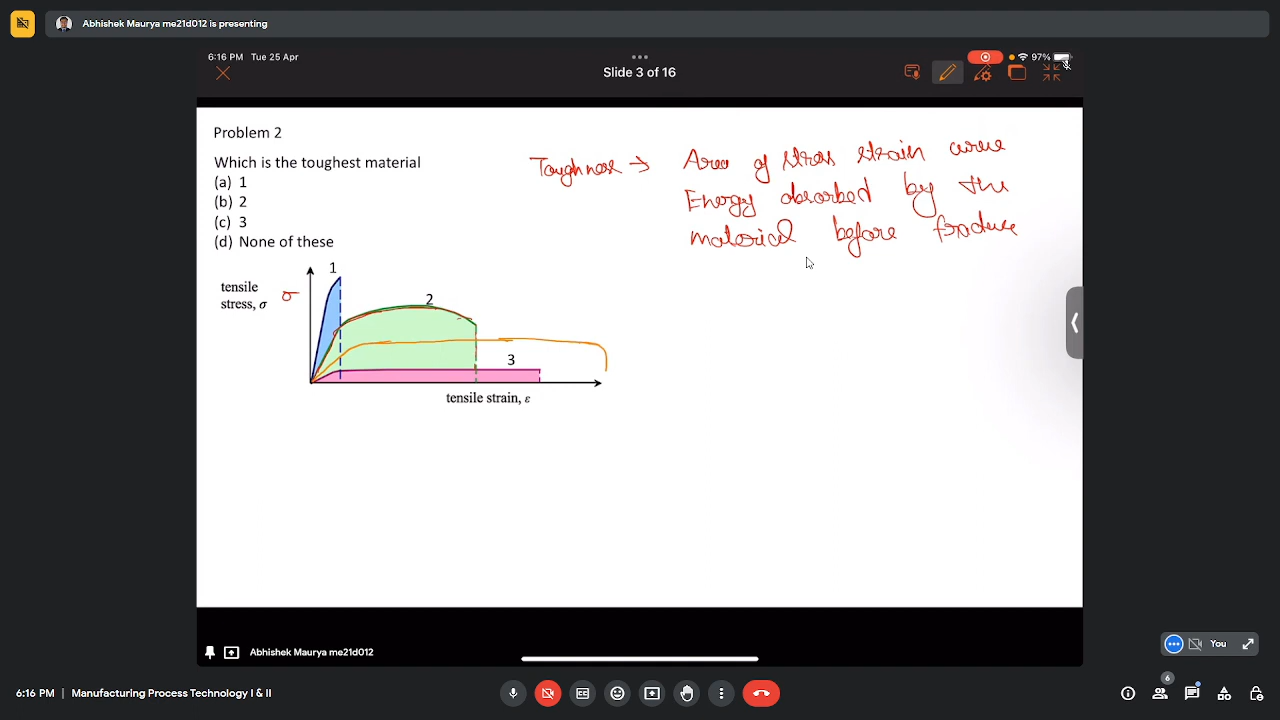 Abhishek Maurya me21d012 is presenting
6:16 PM Tue 25 Apr
97%
Slide 3 of 16
Problem 2
Which is the toughest material
(a) 1
(b) 2
(c) 3
(d) None of these
Toughness → Area of stress strain curve
Energy absorbed by the
material before fracture
tensile
stress, σ
σ
1
2
3
tensile strain, ε
Abhishek Maurya me21d012
You
6:16 PM | Manufacturing Process Technology I & II
6